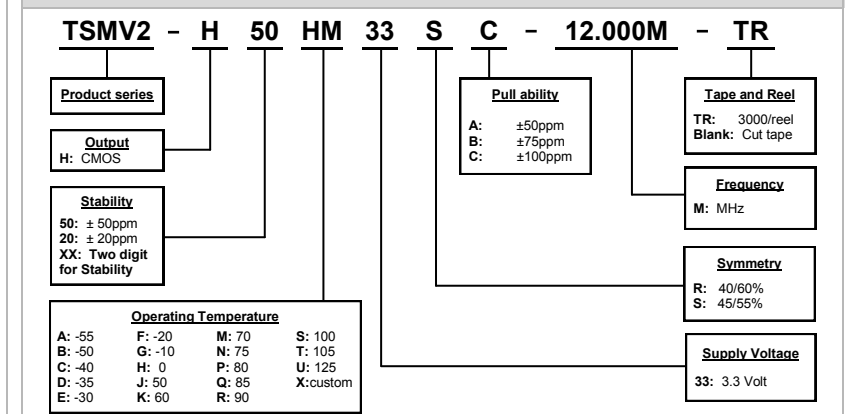 TSMV2 - H 50 HM 33 S C - 12.000M - TR
Product series
Output
H: CMOS
Stability
50: ± 50ppm
20: ± 20ppm
XX: Two digit
for Stability
Operating Temperature
A: -55 F: -20 M: 70 S: 100
B: -50 G: -10 N: 75 T: 105
C: -40 H: 0 P: 80 U: 125
D: -35 J: 50 Q: 85 X:custom
E: -30 K: 60 R: 90
Pull ability
A: ±50ppm
B: ±75ppm
C: ±100ppm
Tape and Reel
TR: 3000/reel
Blank: Cut tape
Frequency
M: MHz
Symmetry
R: 40/60%
S: 45/55%
Supply Voltage
33: 3.3 Volt